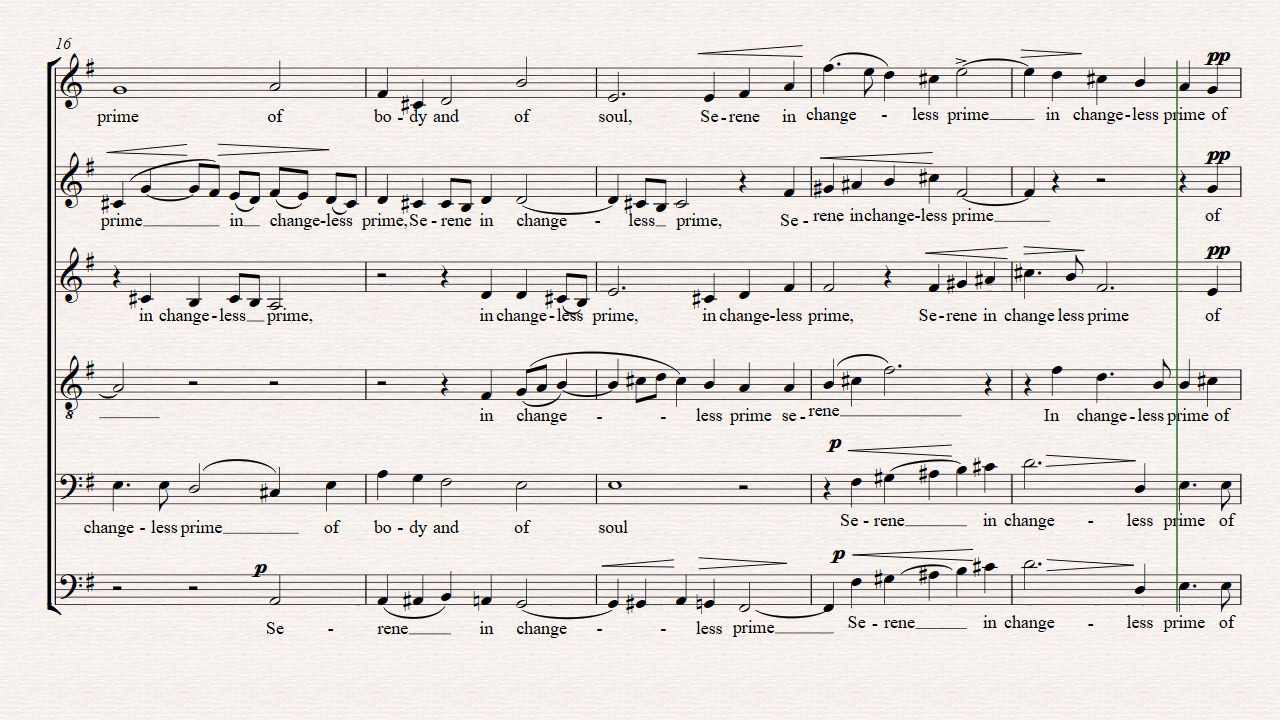 16
pp
prime of bo - dy and of soul, Se - rene in change - less prime in change - less prime of
pp
prime in change - less prime, Se - rene in change - less prime, Se - rene in change - less prime of
pp
in change - less prime, in change - less prime, in change - less prime, Se - rene in change less prime of
8
in change - - less prime se - rene In change - less prime of
p
change - less prime of bo - dy and of soul Se - rene in change - less prime of
p p
Se - rene in change - - less prime Se - rene in change - less prime of